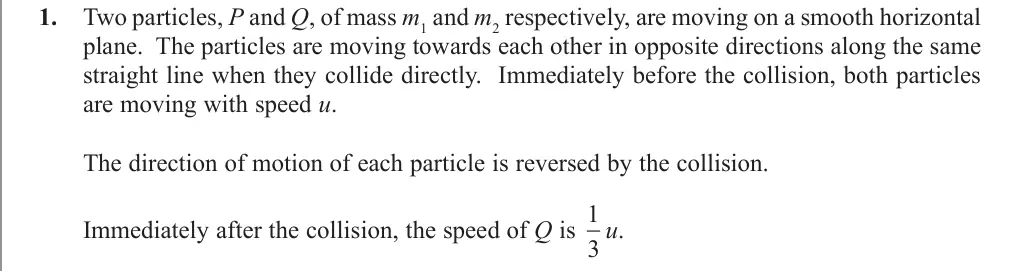 1. Two particles, P and Q, of mass m₁ and m₂ respectively, are moving on a smooth horizontal
plane. The particles are moving towards each other in opposite directions along the same
straight line when they collide directly. Immediately before the collision, both particles
are moving with speed u.
The direction of motion of each particle is reversed by the collision.
Immediately after the collision, the speed of Q is 1/3 u.